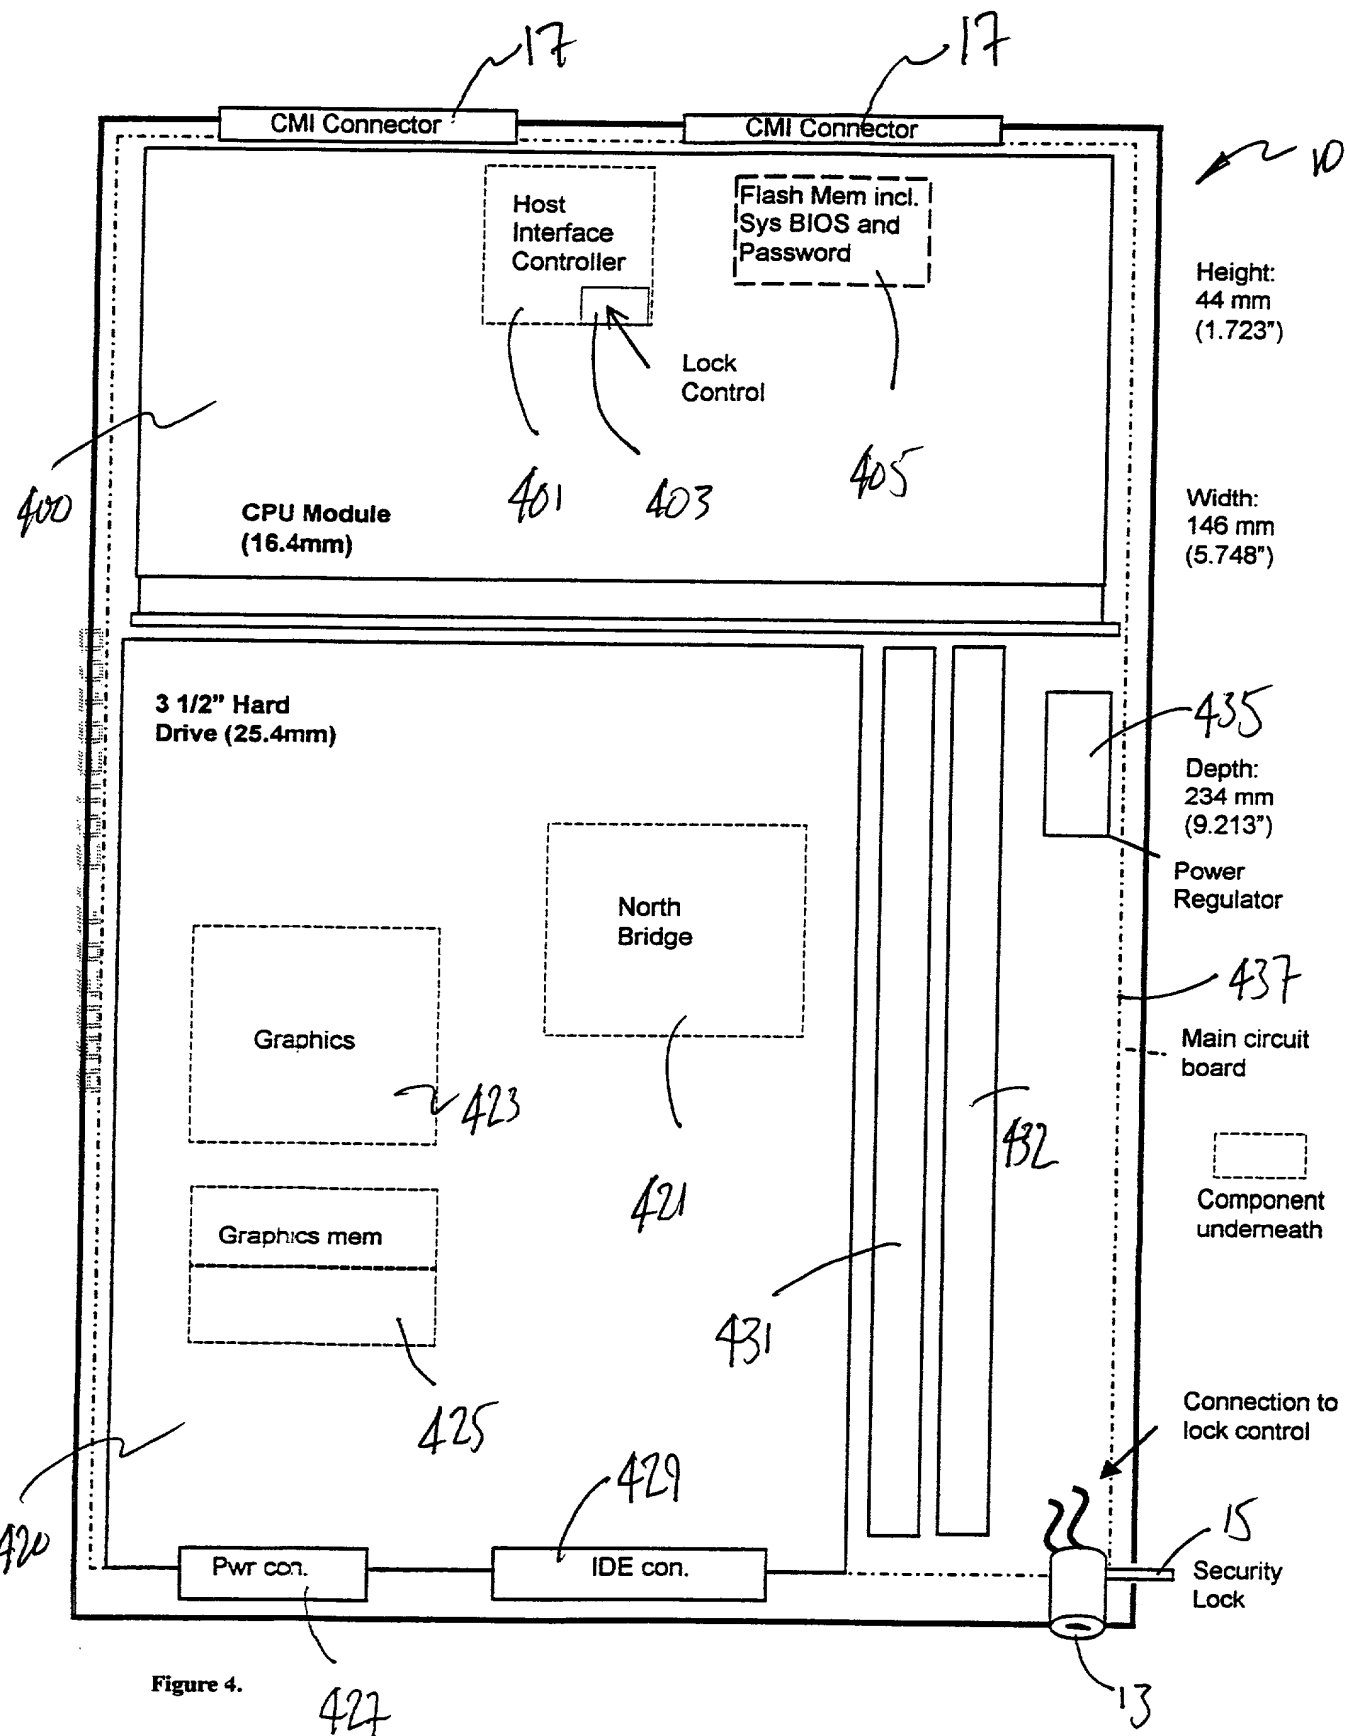 17
17
CMI Connector
CMI Connector
10
Host
Interface
Controller
Flash Mem incl.
Sys BIOS and
Password
Height:
44 mm
(1.723")
Lock
Control
400
401
403
405
CPU Module
(16.4mm)
Width:
146 mm
(5.748")
3 1/2" Hard
Drive (25.4mm)
435
Depth:
234 mm
(9.213")
Power
Regulator
North
Bridge
437
Graphics
Main circuit
board
423
432
421
Component
underneath
Graphics mem
431
425
Connection to
lock control
429
420
15
Pwr con.
IDE con.
Security
Lock
Figure 4.
427
13